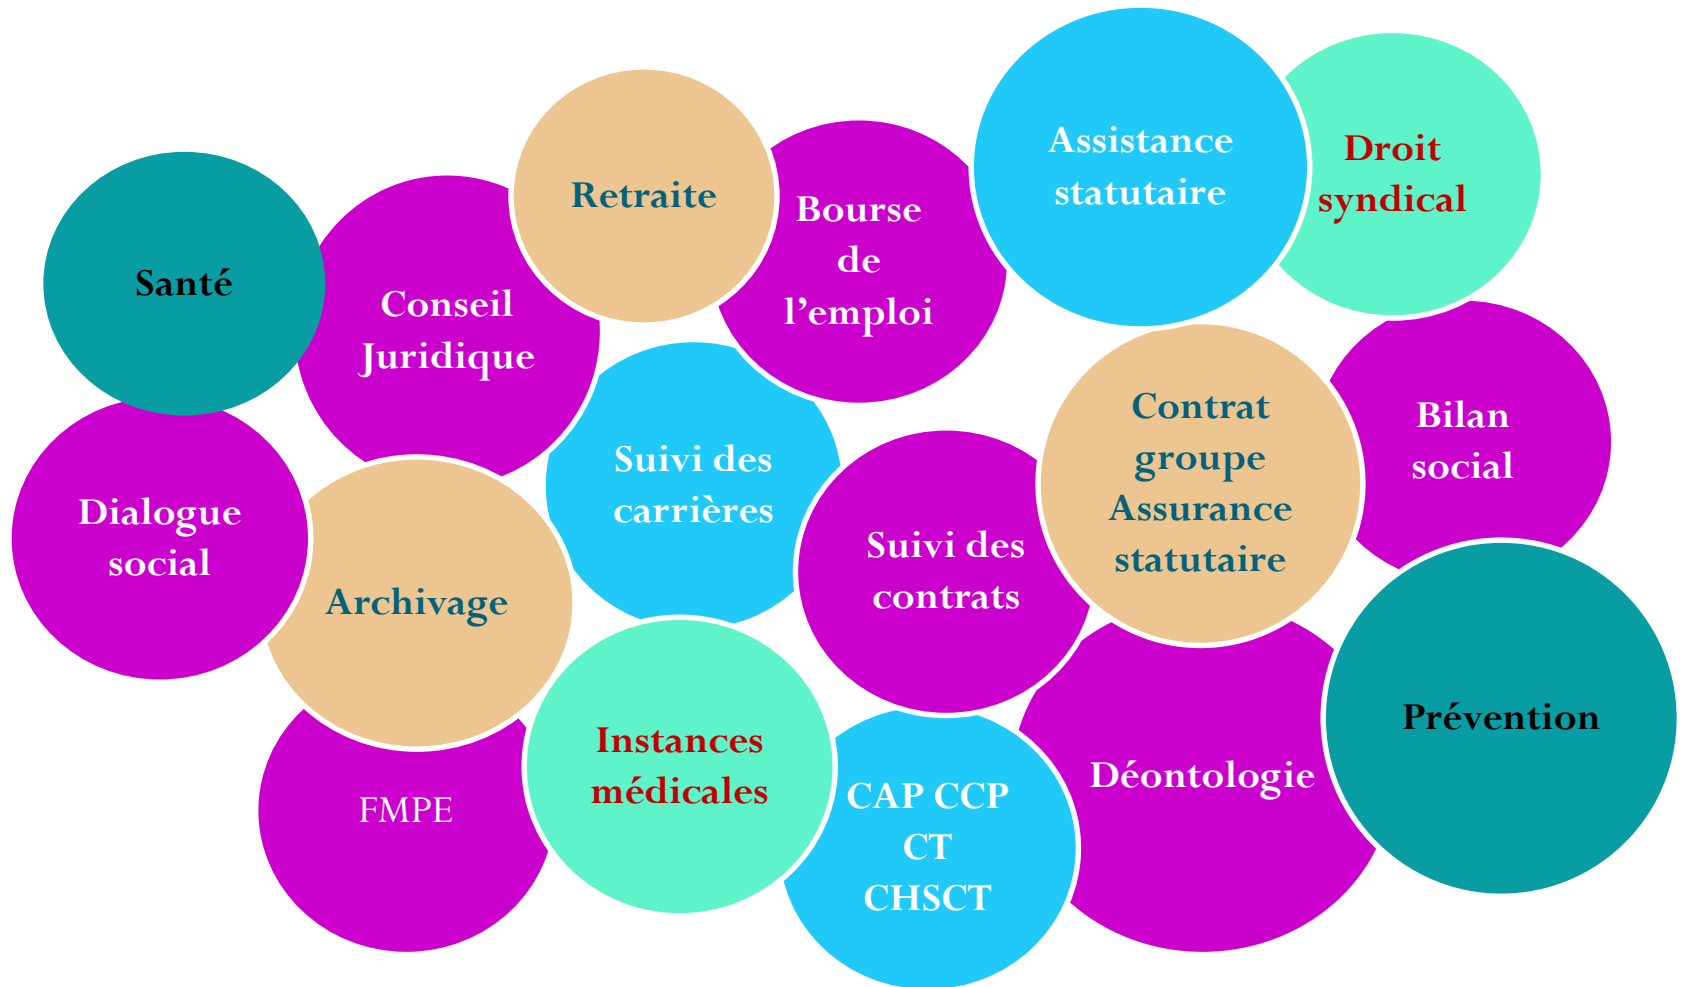 Assistance
statutaire
Droit
syndical
Retraite
Bourse
de
l’emploi
Santé
Conseil
Juridique
Contrat
groupe
Assurance
statutaire
Bilan
social
Suivi des
carrières
Dialogue
social
Suivi des
contrats
Archivage
Prévention
Instances
médicales
Déontologie
FMPE
CAP CCP
CT
CHSCT